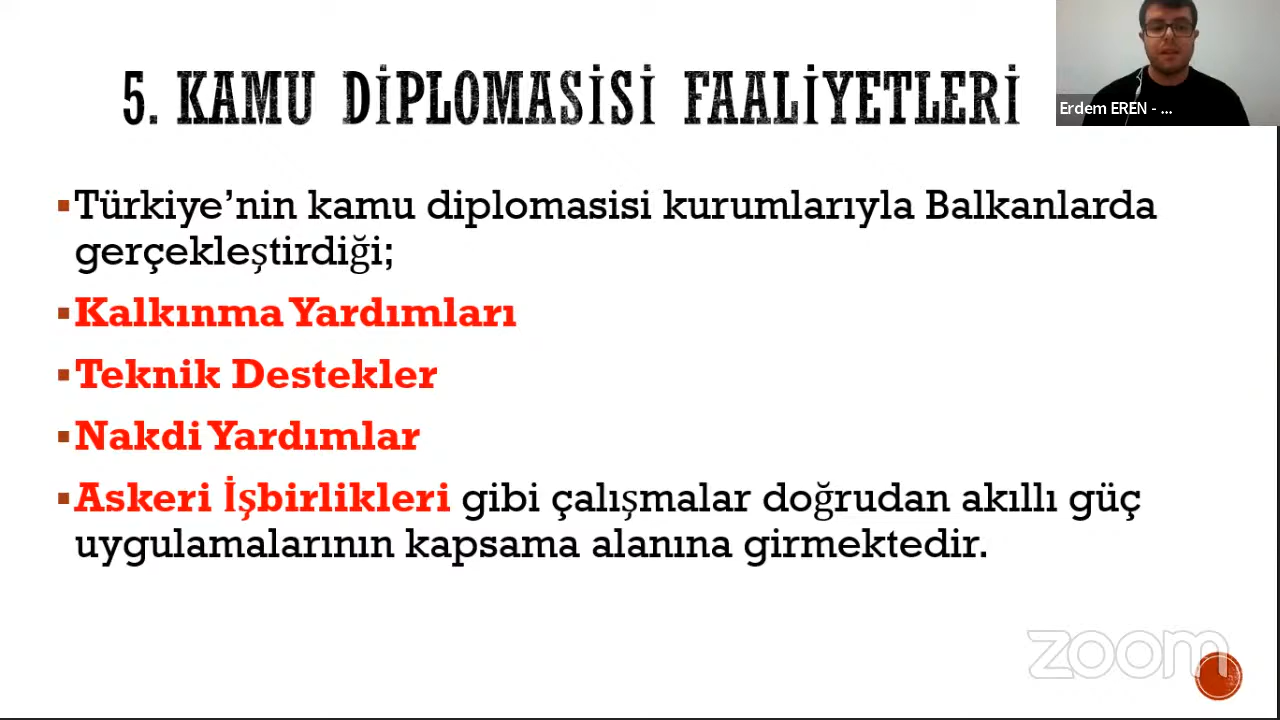 5. KAMU DİPLOMASİSİ FAALİYETLERİ
Erdem EREN - ...
▪Türkiye’nin kamu diplomasisi kurumlarıyla Balkanlarda
gerçekleştirdiği;
▪Kalkınma Yardımları
▪Teknik Destekler
▪Nakdi Yardımlar
▪Askeri İşbirlikleri gibi çalışmalar doğrudan akıllı güç
uygulamalarının kapsama alanına girmektedir.
zoom